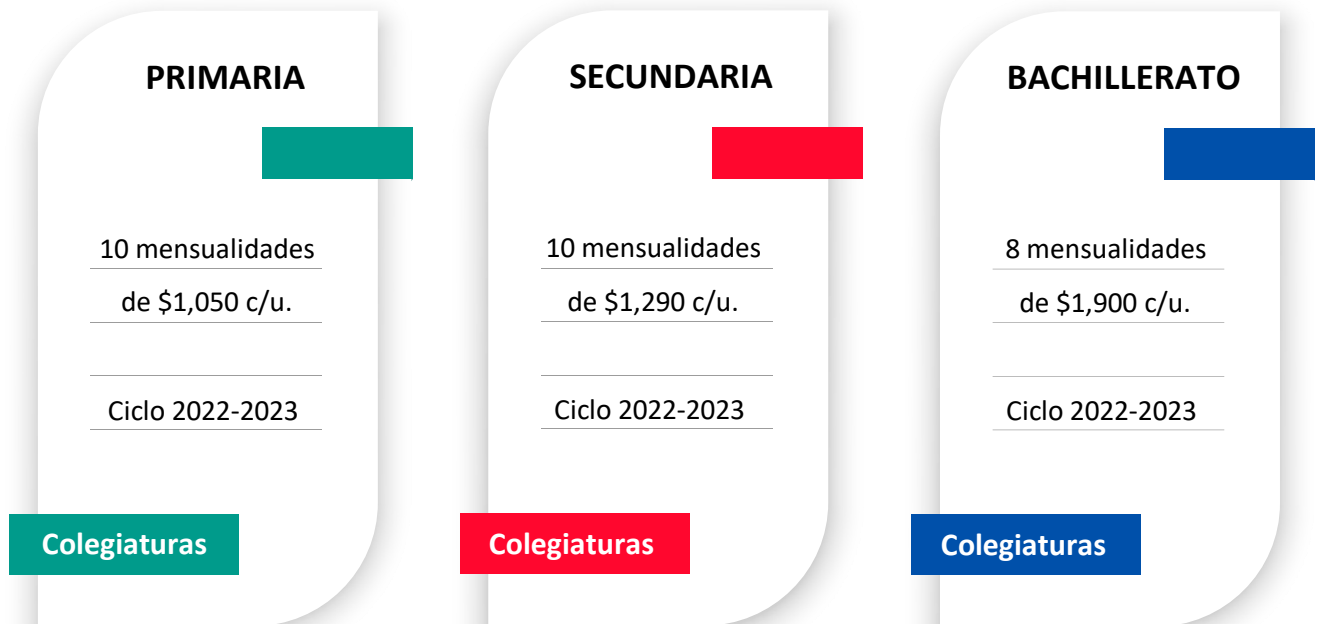 PRIMARIA
10 mensualidades
de $1,050 c/u.
Ciclo 2022-2023
Colegiaturas
SECUNDARIA
10 mensualidades
de $1,290 c/u.
Ciclo 2022-2023
Colegiaturas
BACHILLERATO
8 mensualidades
de $1,900 c/u.
Ciclo 2022-2023
Colegiaturas